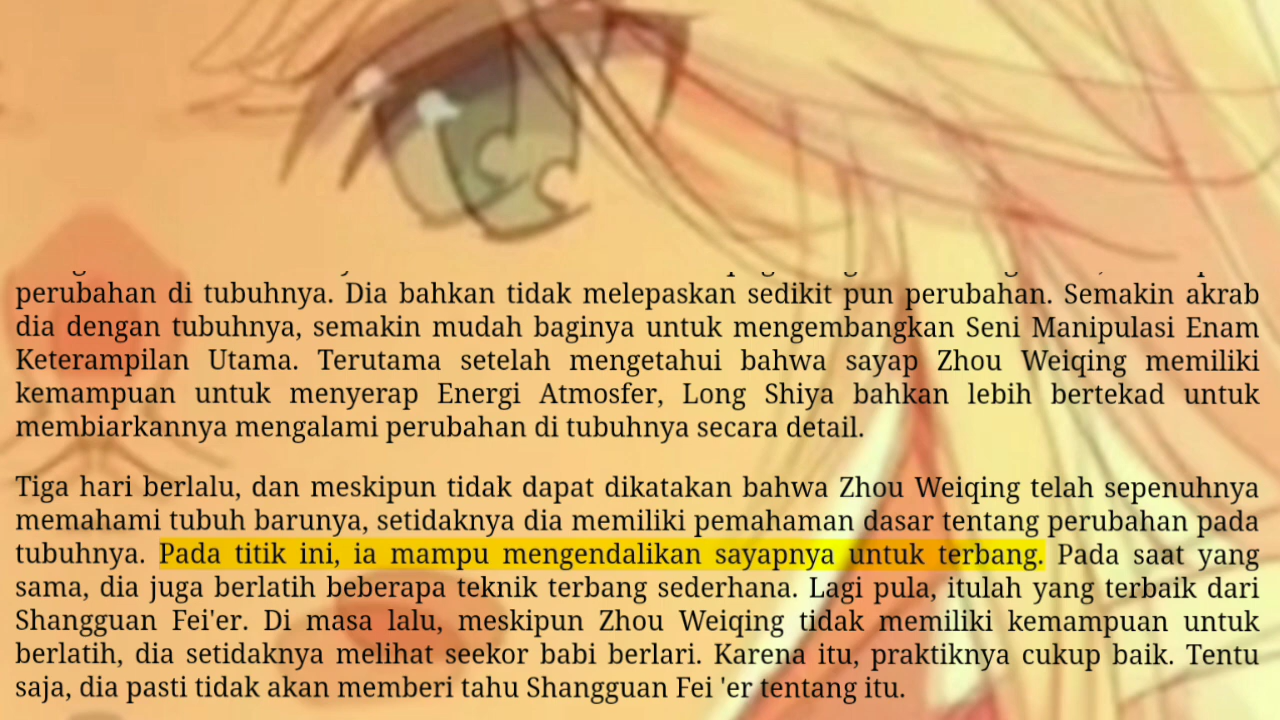 perubahan di tubuhnya. Dia bahkan tidak melepaskan sedikit pun perubahan. Semakin akrab
dia dengan tubuhnya, semakin mudah baginya untuk mengembangkan Seni Manipulasi Enam
Keterampilan Utama. Terutama setelah mengetahui bahwa sayap Zhou Weiqing memiliki
kemampuan untuk menyerap Energi Atmosfer, Long Shiya bahkan lebih bertekad untuk
membiarkannya mengalami perubahan di tubuhnya secara detail.
Tiga hari berlalu, dan meskipun tidak dapat dikatakan bahwa Zhou Weiqing telah sepenuhnya
memahami tubuh barunya, setidaknya dia memiliki pemahaman dasar tentang perubahan pada
tubuhnya. Pada titik ini, ia mampu mengendalikan sayapnya untuk terbang. Pada saat yang
sama, dia juga berlatih beberapa teknik terbang sederhana. Lagi pula, itulah yang terbaik dari
Shangguan Fei'er. Di masa lalu, meskipun Zhou Weiqing tidak memiliki kemampuan untuk
berlatih, dia setidaknya melihat seekor babi berlari. Karena itu, praktiknya cukup baik. Tentu
saja, dia pasti tidak akan memberi tahu Shangguan Fei 'er tentang itu.